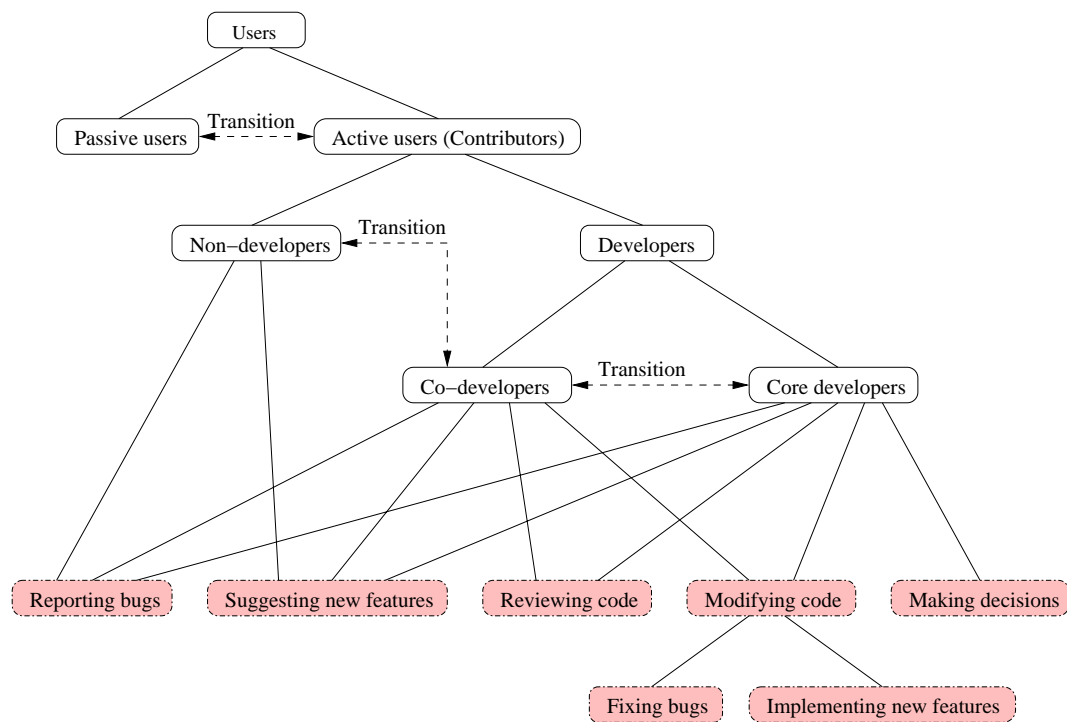 Users
Transition
Passive users
Active users (Contributors)
Transition
Non−developers
Developers
Transition
Co−developers
Core developers
Reporting bugs
Suggesting new features
Reviewing code
Modifying code
Making decisions
Fixing bugs
Implementing new features